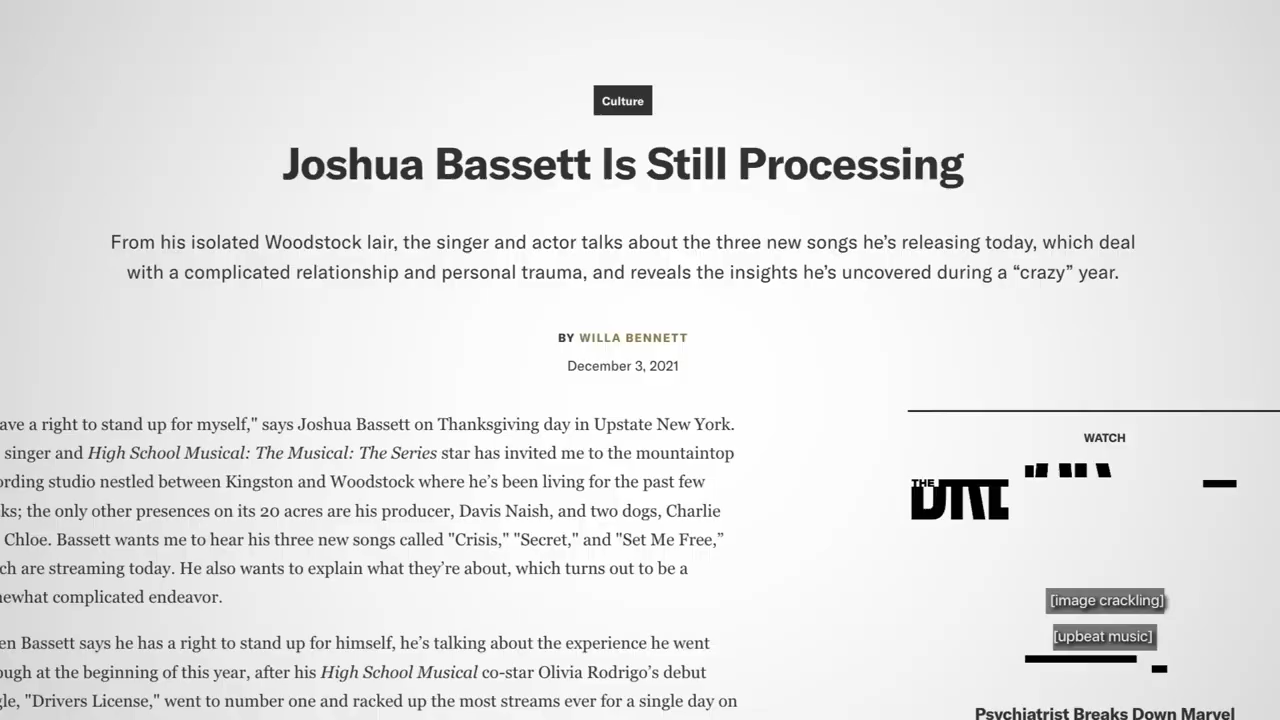 Culture
Joshua Bassett Is Still Processing
From his isolated Woodstock lair, the singer and actor talks about the three new songs he’s releasing today, which deal
with a complicated relationship and personal trauma, and reveals the insights he’s uncovered during a “crazy” year.
BY WILLA BENNETT
December 3, 2021
ave a right to stand up for myself," says Joshua Bassett on Thanksgiving day in Upstate New York.
singer and High School Musical: The Musical: The Series star has invited me to the mountaintop
ording studio nestled between Kingston and Woodstock where he’s been living for the past few
ks; the only other presences on its 20 acres are his producer, Davis Naish, and two dogs, Charlie
Chloe. Bassett wants me to hear his three new songs called "Crisis," "Secret," and "Set Me Free,”
ch are streaming today. He also wants to explain what they’re about, which turns out to be a
newhat complicated endeavor.
en Bassett says he has a right to stand up for himself, he’s talking about the experience he went
ough at the beginning of this year, after his High School Musical co-star Olivia Rodrigo’s debut
gle, "Drivers License," went to number one and racked up the most streams ever for a single day on
WATCH
THE
[image crackling]
[upbeat music]
Psychiatrist Breaks Down Marvel